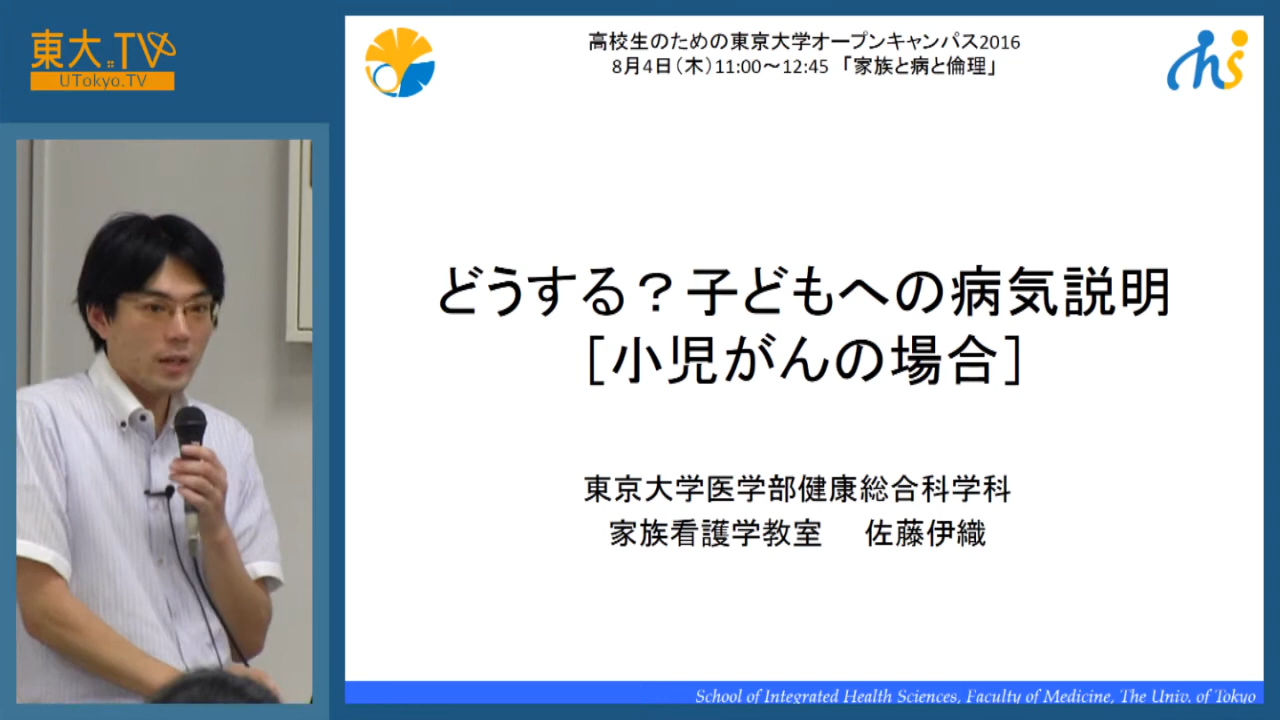 東大.TV
UTokyo.TV
高校生のための東京大学オープンキャンパス2016
8月4日(木)11:00~12:45 「家族と病と倫理」
hi
どうする?子どもへの病気説明
[小児がんの場合]
東京大学医学部健康総合科学科
家族看護学教室 佐藤伊織
School of Integrated Health Sciences, Faculty of Medicine, The Univ. of Tokyo